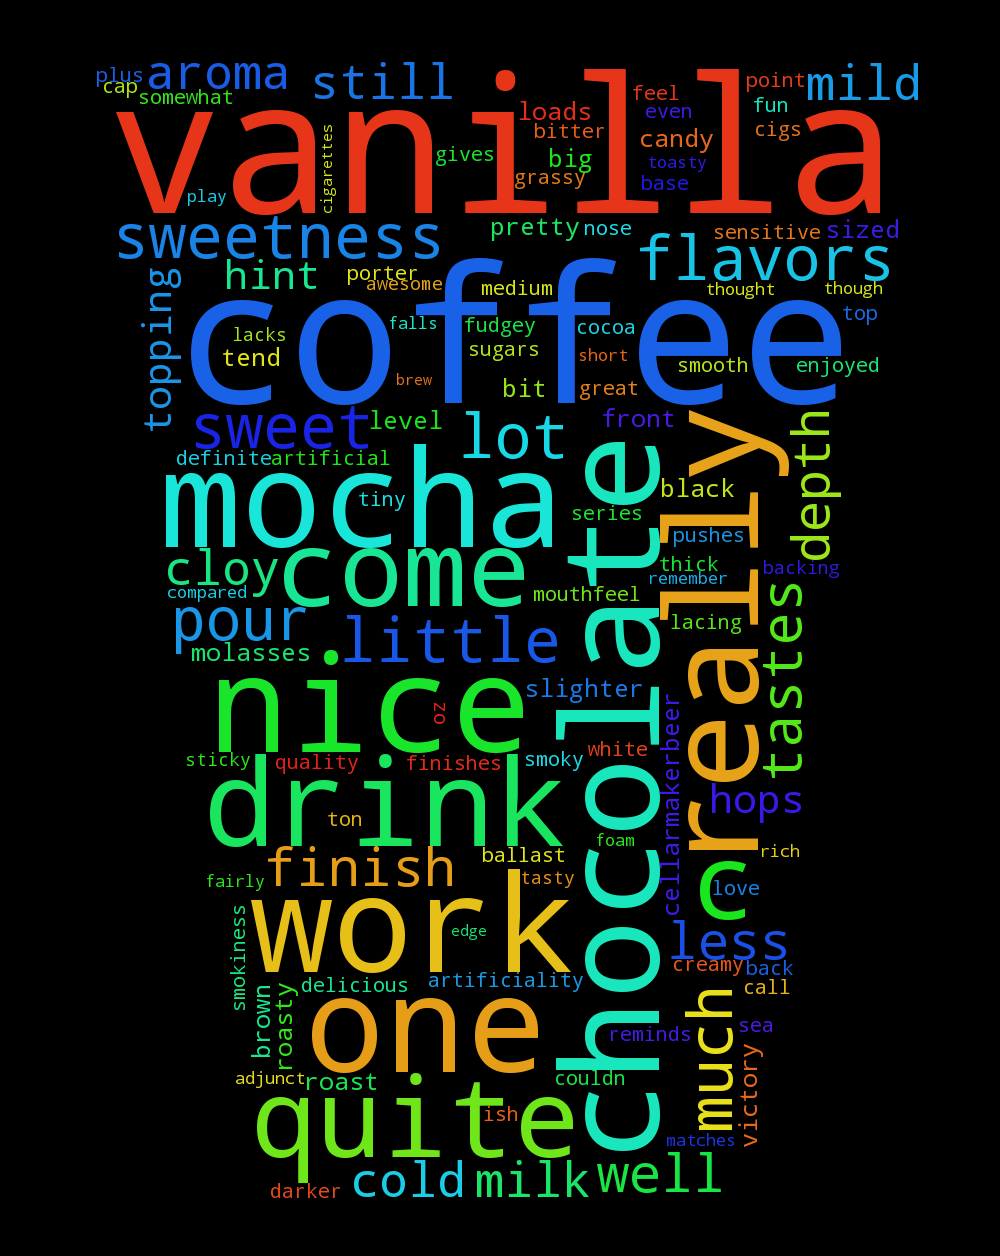 plus aroma still point mild
cap somewhat loads feel even fun
vanilla
cigarettes gives bitter big candy cigs
grassy toasty base
play
sweetness pretty nose sensitive sized
flavors
topping hint porter awesome medium thought though
coffee
lacks falls fudgey cocoa top
tend sugars short smooth enjoyed
brew bit great
sweet level lot front
definite artificial
mocha tiny black depth
series pushes
cloy come thick backing
compared mouthfeel remember
pour little lacing
molasses
chocolate
really
tastes
nice oz slighter
sticky quality finishes smoky white
cellarmakerbeer
drink ton hops
foam
finish ballast rich
fairly tasty c love
work edge less
smokiness creamy back
delicious artificiality call
brown roasty
one reminds sea
much victory
adjunct roast couldn
quite ish matches
darker cold milk well